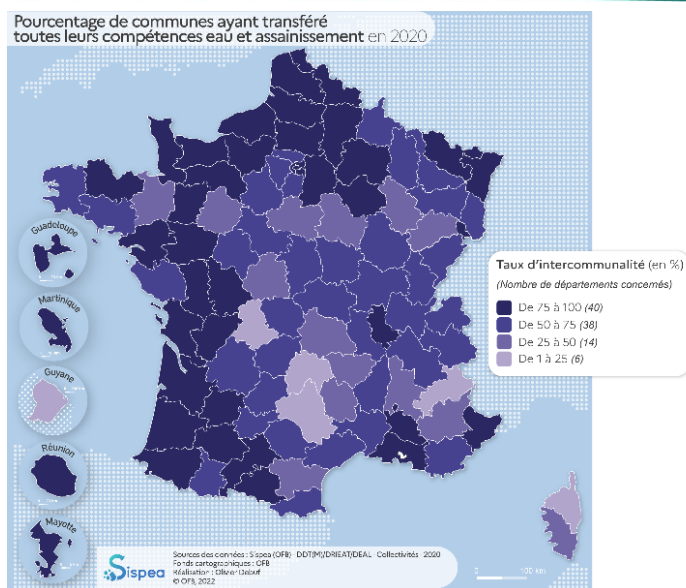 Pourcentage de communes ayant transféré
toutes leurs compétences eau et assainissement en 2020
Guadeloupe
Martinique
Guyane
Réunion
Mayotte
Taux d'intercommunalité (en %)
(Nombre de départements concernés)
De 75 à 100 (40)
De 50 à 75 (38)
De 25 à 50 (14)
De 1 à 25 (6)
Sispea
Sources des données : Sispea (OFB) - DDT(M)/DRIEAT/DEAL - Collectivités - 2020
Fonds cartographiques : OFB
Réalisation : Olivier Debuf
© OFB, 2022
0 100 km